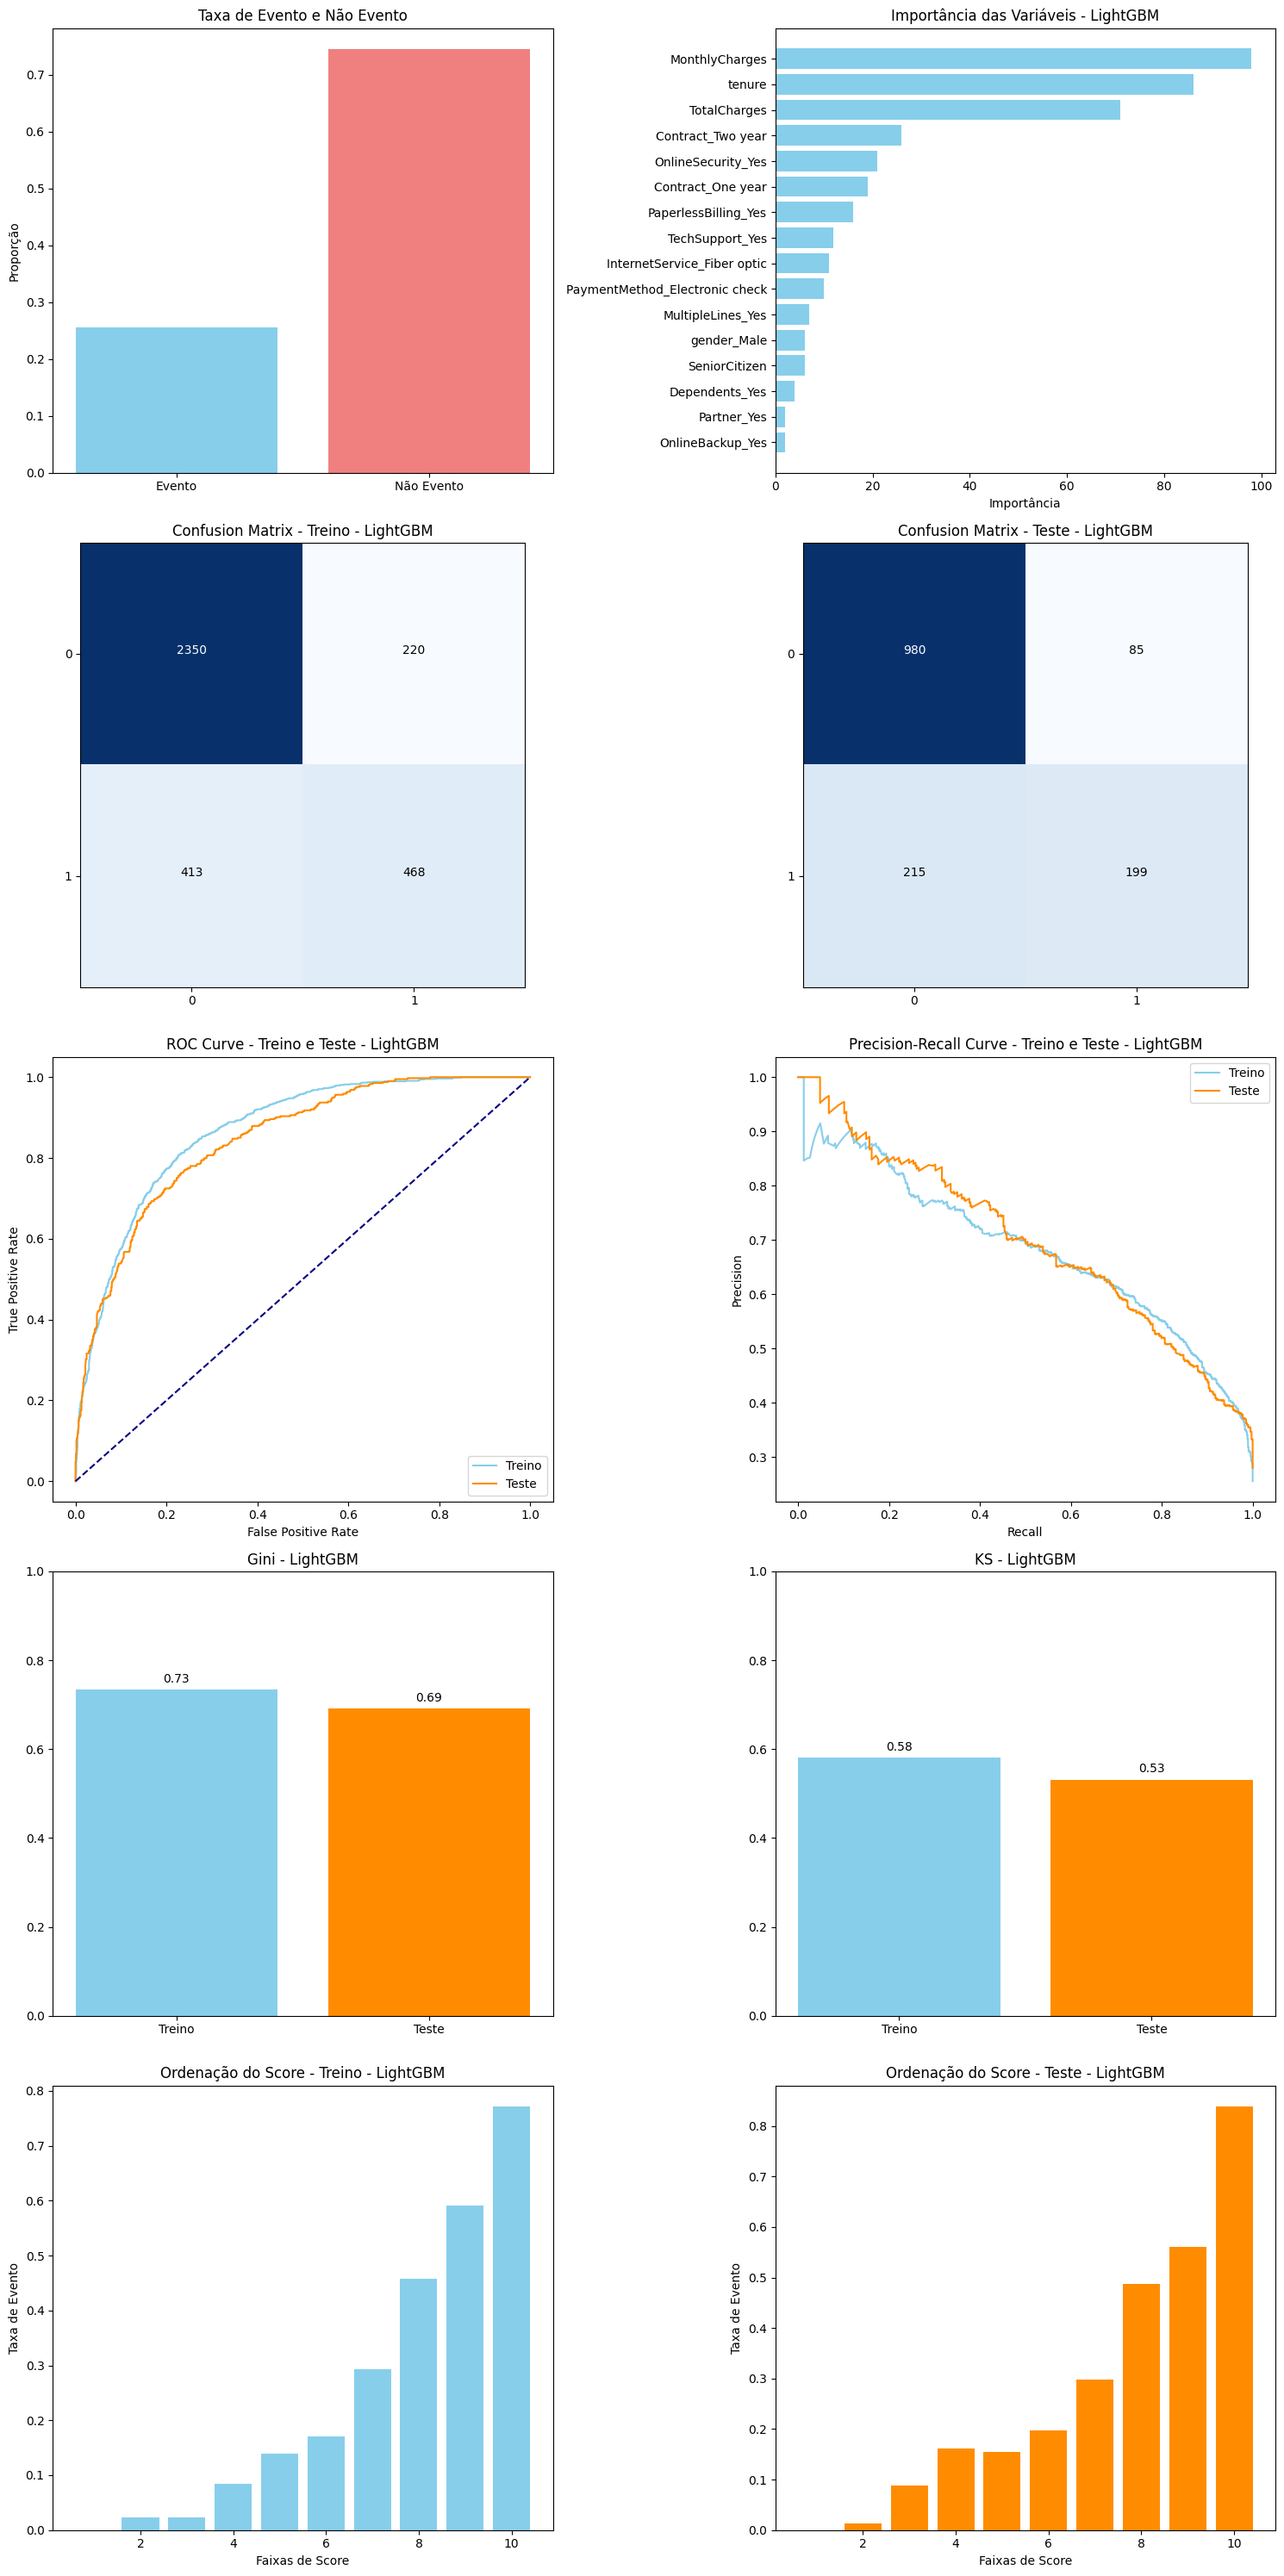 Taxa de Evento e Não Evento
Proporção
0.7
0.6
0.5
0.4
0.3
0.2
0.1
0.0
Evento
Não Evento
Importância das Variáveis - LightGBM
MonthlyCharges
tenure
TotalCharges
Contract_Two year
OnlineSecurity_Yes
Contract_One year
PaperlessBilling_Yes
TechSupport_Yes
InternetService_Fiber optic
PaymentMethod_Electronic check
MultipleLines_Yes
gender_Male
SeniorCitizen
Dependents_Yes
Partner_Yes
OnlineBackup_Yes
0 20 40 60 80 100
Importância
Confusion Matrix - Treino - LightGBM
0
2350 220
1
413 468
0 1
Confusion Matrix - Teste - LightGBM
0
980 85
1
215 199
0 1
ROC Curve - Treino e Teste - LightGBM
True Positive Rate
1.0
0.8
0.6
0.4
0.2
0.0
Treino
Teste
0.0 0.2 0.4 0.6 0.8 1.0
False Positive Rate
Precision-Recall Curve - Treino e Teste - LightGBM
Treino
Teste
Precision
1.0
0.9
0.8
0.7
0.6
0.5
0.4
0.3
0.0 0.2 0.4 0.6 0.8 1.0
Recall
Gini - LightGBM
1.0
0.8
0.6
0.4
0.2
0.0
0.73
0.69
Treino
Teste
KS - LightGBM
1.0
0.8
0.6
0.4
0.2
0.0
0.58
0.53
Treino
Teste
Ordenação do Score - Treino - LightGBM
Taxa de Evento
0.8
0.7
0.6
0.5
0.4
0.3
0.2
0.1
0.0
2 4 6 8 10
Faixas de Score
Ordenação do Score - Teste - LightGBM
Taxa de Evento
0.8
0.7
0.6
0.5
0.4
0.3
0.2
0.1
0.0
2 4 6 8 10
Faixas de Score